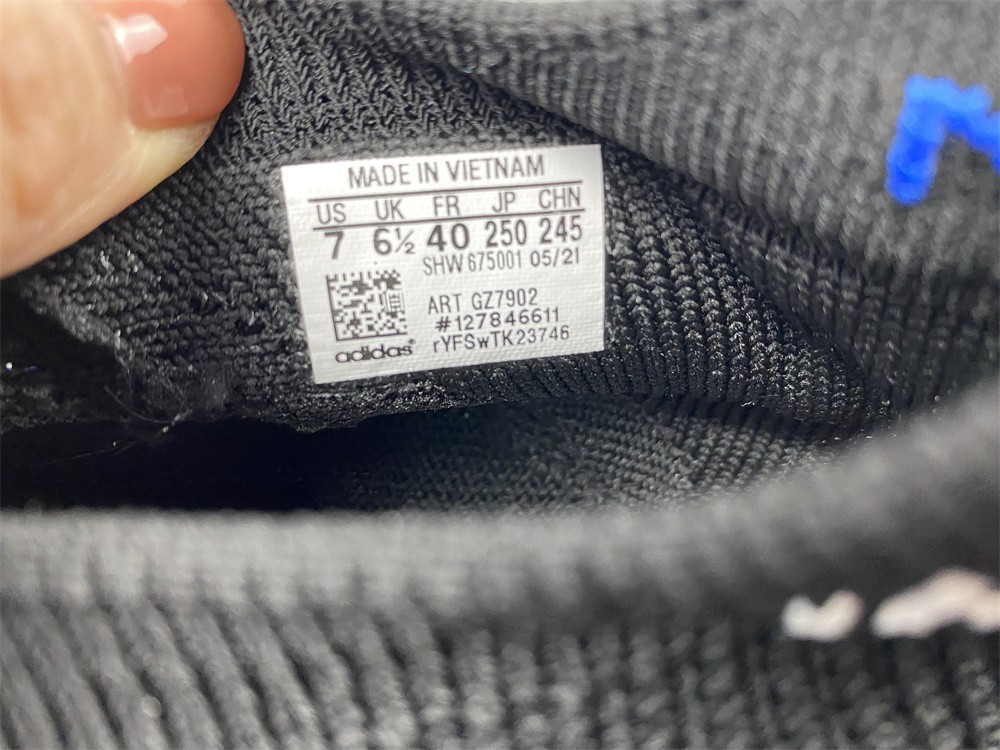 MADE IN VIETNAM
US UK FR JP CHN
7 6½ 40 250 245
SHW 675001 05/21
ART GZ7902
#127846611
adidas® rYFSwTK23746